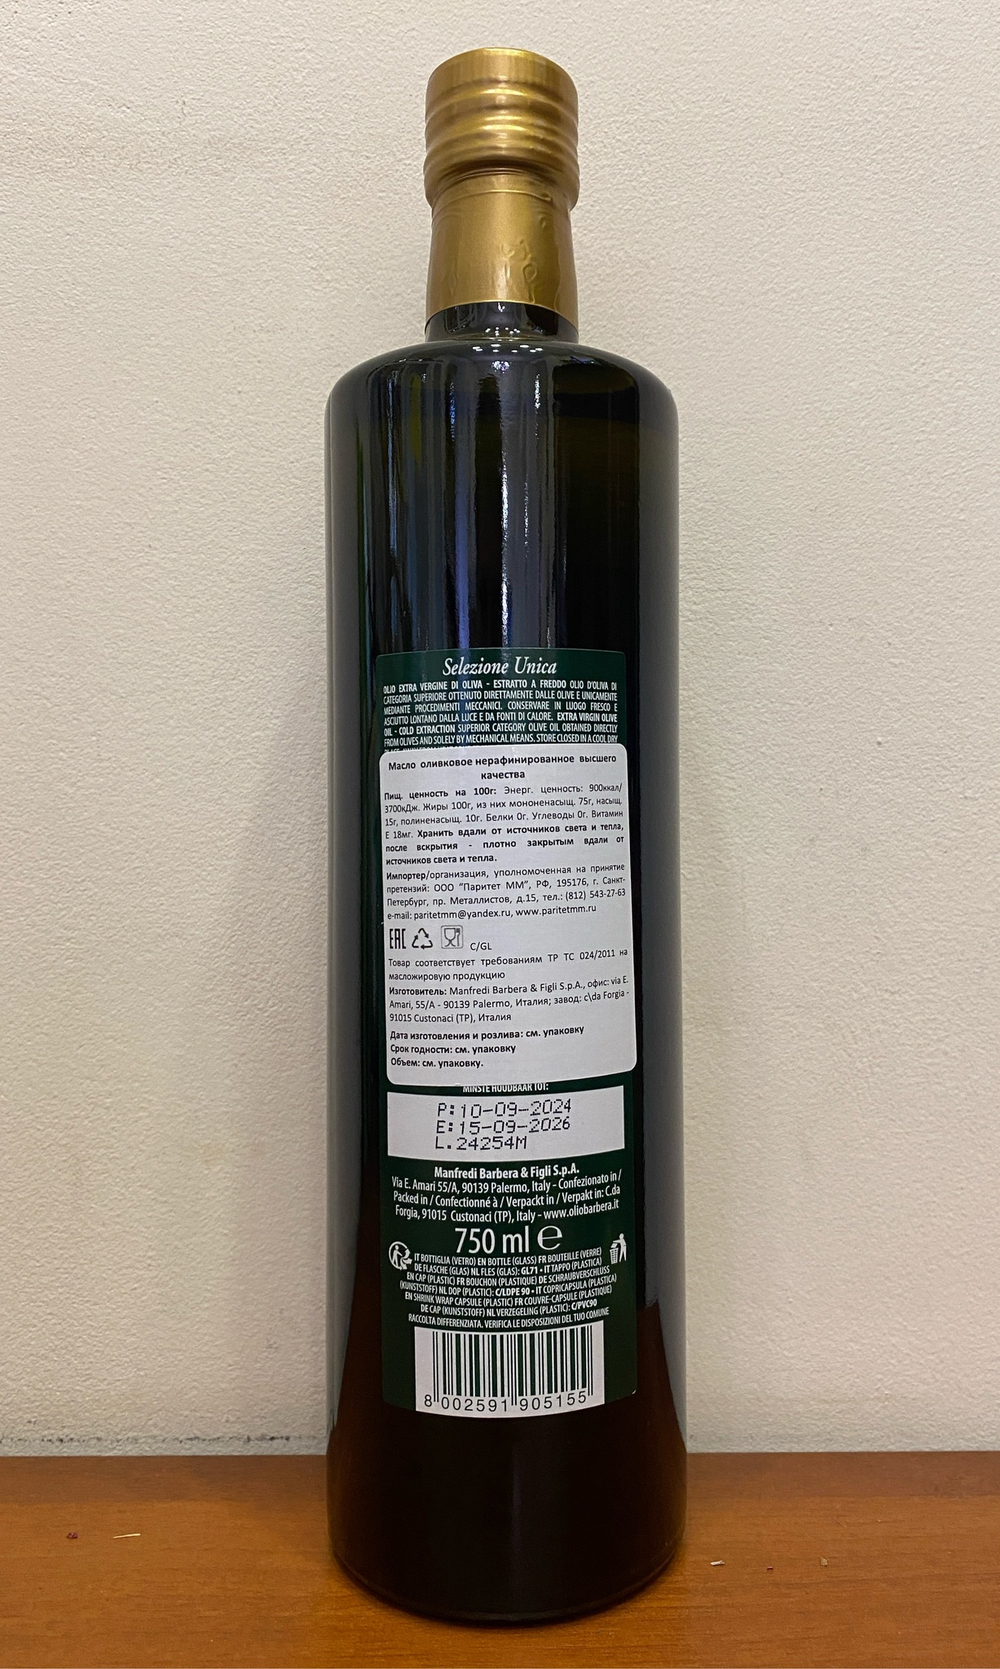 Selezione Unica
OLIO EXTRA VERGINE DI OLIVA - ESTRATTO A FREDDO OLIO D'OLIVA DI
CATEGORIA SUPERIORE OTTENUTO DIRETTAMENTE DALLE OLIVE E UNICAMENTE
MEDIANTE PROCEDIMENTI MECCANICI. CONSERVARE IN LUOGO FRESCO E
ASCIUTTO LONTANO DALLA LUCE E DA FONTI DI CALORE. EXTRA VIRGIN OLIVE
OIL - COLD EXTRACTION SUPERIOR CATEGORY OLIVE OIL OBTAINED DIRECTLY
FROM OLIVES AND SOLELY BY MECHANICAL MEANS. STORE CLOSED IN A COOL DRY
Масло оливковое нерафинированное высшего
качества
Пищ. ценность на 100г: Энерг. ценность: 900ккал/
3700кДж. Жиры 100г, из них мононенасыщ. 75г, насыщ.
15г, полиненасыщ. 10г. Белки 0г. Углеводы 0г. Витамин
Е 18мг. Хранить вдали от источников света и тепла,
после вскрытия - плотно закрытым вдали от
источников света и тепла.
Импортер/организация, уполномоченная на принятие
претензий: ООО "Паритет ММ", РФ, 195176, г. Санкт-
Петербург, пр. Металлистов, д.15, тел.: (812) 543-27-63
e-mail: paritetmm@yandex.ru, www.paritetmm.ru
EAC C/GL
Товар соответствует требованиям ТР ТС 024/2011 на
масложировую продукцию
Изготовитель: Manfredi Barbera & Figli S.p.A., офис: via E.
Amari, 55/A - 90139 Palermo, Италия; завод: c\da Forgia -
91015 Custonaci (TP), Италия
Дата изготовления и розлива: см. упаковку
Срок годности: см. упаковку
Объем: см. упаковку.
MINSTE HOUDBAAR TOT:
P:10-09-2024
E:15-09-2026
L.24254M
Manfredi Barbera & Figli S.p.A.
Via E. Amari 55/A, 90139 Palermo, Italy - Confezionato in /
Packed in / Confectionné à / Verpackt in / Verpakt in: C.da
Forgia, 91015 Custonaci (TP), Italy - www.oliobarbera.it
750 ml ℮
IT BOTTIGLIA (VETRO) EN BOTTLE (GLASS) FR BOUTEILLE (VERRE)
DE FLASCHE (GLAS) NL FLES (GLAS): GL71 • IT TAPPO (PLASTICA)
EN CAP (PLASTIC) FR BOUCHON (PLASTIQUE) DE SCHRAUBVERSCHLUSS
(KUNSTSTOFF) NL DOP (PLASTIC): C/LDPE 90 • IT COPRICAPSULA (PLASTICA)
EN SHRINK WRAP CAPSULE (PLASTIC) FR COUVRE-CAPSULE (PLASTIQUE)
DE CAP (KUNSTSTOFF) NL VERZEGELING (PLASTIC): C/PVC90
RACCOLTA DIFFERENZIATA. VERIFICA LE DISPOSIZIONI DEL TUO COMUNE
8 002591 905155